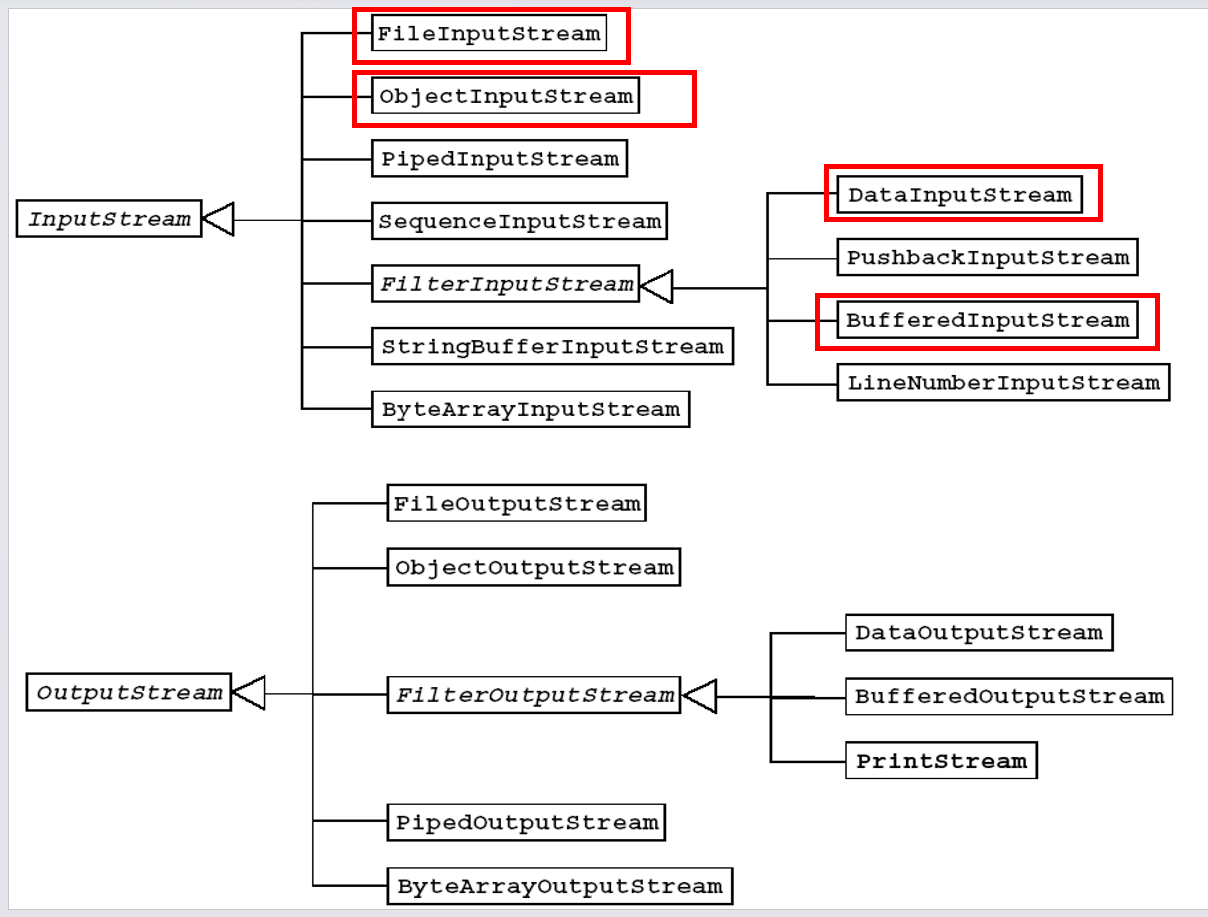 FileInputStream
ObjectInputStream
PipedInputStream
DataInputStream
InputStream
SequenceInputStream
PushbackInputStream
FilterInputStream
BufferedInputStream
StringBufferInputStream
LineNumberInputStream
ByteArrayInputStream
FileOutputStream
ObjectOutputStream
DataOutputStream
OutputStream
FilterOutputStream
BufferedOutputStream
PrintStream
PipedOutputStream
ByteArrayOutputStream